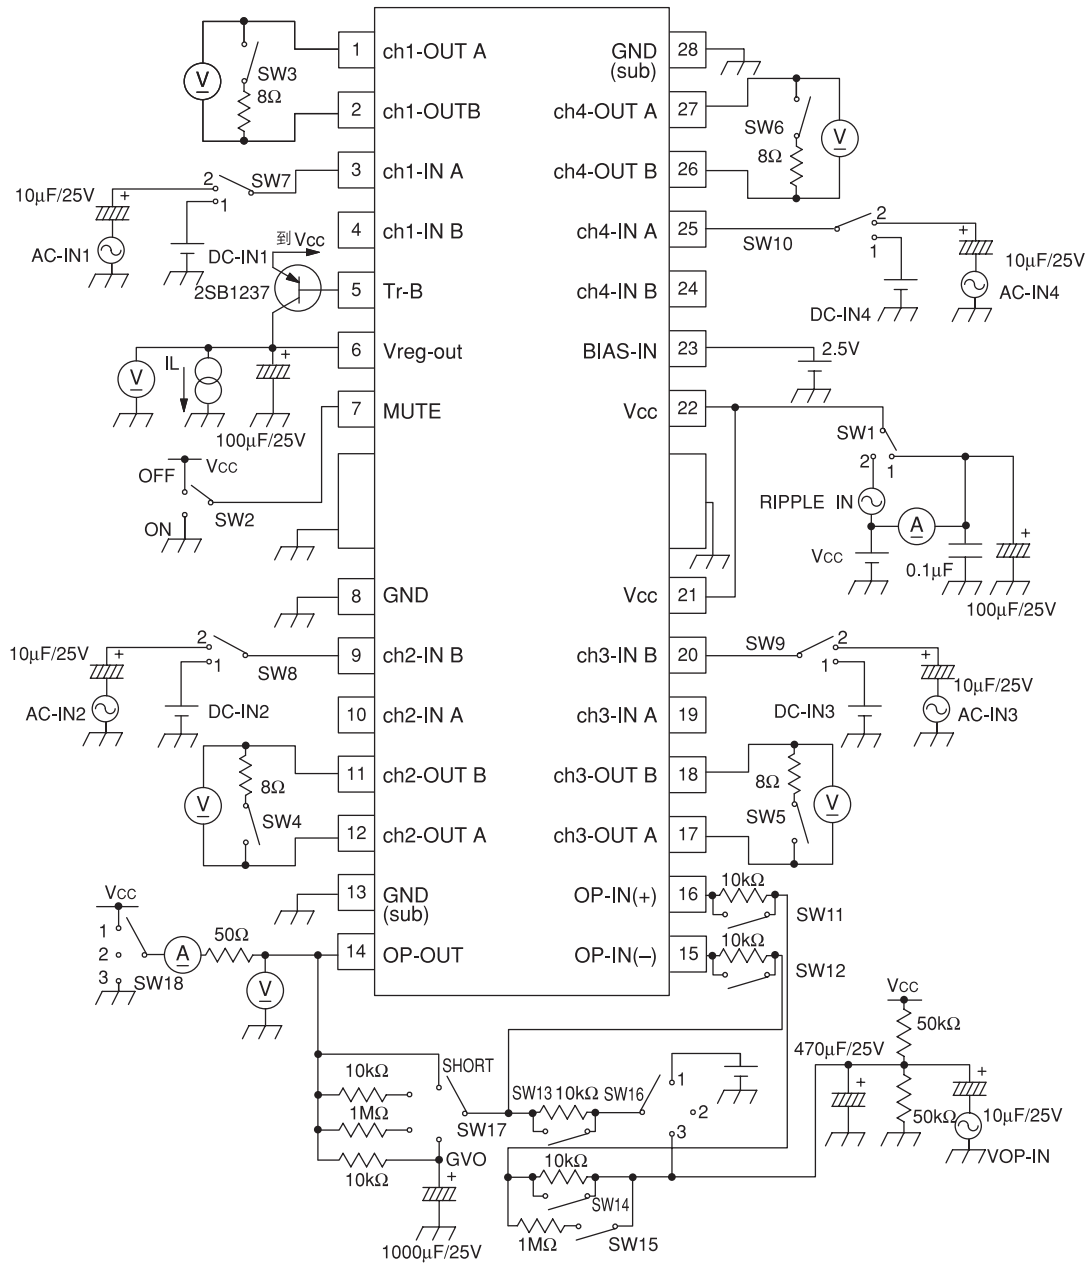 1 ch1-OUT A
V
SW3
8Ω
2 ch1-OUTB
3 ch1-IN A
2
SW7
1
10μF/25V
+
AC-IN1
DC-IN1
4 ch1-IN B
到 Vcc
2SB1237
5 Tr-B
6 Vreg-out
V
IL
+
100μF/25V
7 MUTE
OFF
Vcc
SW2
ON
8 GND
9 ch2-IN B
2
1
SW8
10μF/25V
+
AC-IN2
DC-IN2
10 ch2-IN A
11 ch2-OUT B
V
8Ω
SW4
12 ch2-OUT A
13 GND
(sub)
14 OP-OUT
Vcc
1
2
3
SW18
A
50Ω
V
GND 28
(sub)
ch4-OUT A 27
SW6
8Ω
V
ch4-OUT B 26
ch4-IN A 25
SW10
2
1
+
10μF/25V
AC-IN4
DC-IN4
ch4-IN B 24
BIAS-IN 23
2.5V
Vcc 22
SW1
2
1
RIPPLE IN
A
Vcc
0.1μF
+
100μF/25V
Vcc 21
ch3-IN B 20
SW9
2
1
+
10μF/25V
DC-IN3
AC-IN3
ch3-IN A 19
ch3-OUT B 18
8Ω
SW5
V
ch3-OUT A 17
OP-IN(+) 16
10kΩ
SW11
OP-IN(−) 15
10kΩ
SW12
SHORT
10kΩ
1MΩ
SW17
10kΩ
GVO
+
1000μF/25V
SW13
10kΩ
SW16
1
2
3
10kΩ
SW14
1MΩ
SW15
Vcc
50kΩ
470μF/25V
+
50kΩ
+
10μF/25V
VOP-IN